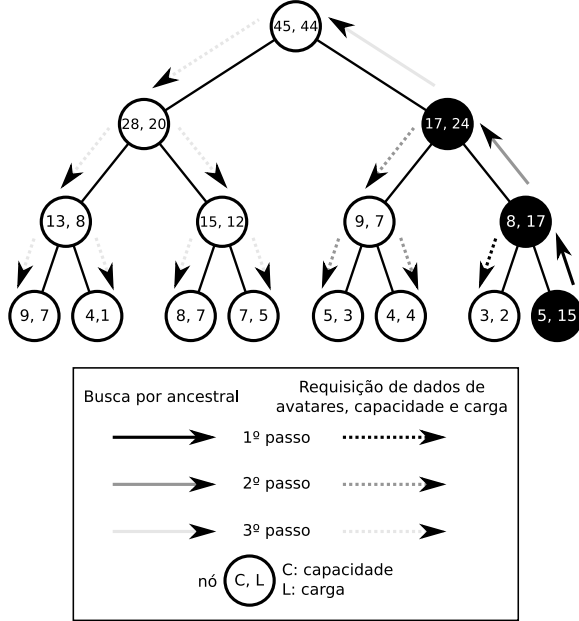 45, 44
28, 20
17, 24
13, 8
15, 12
9, 7
8, 17
9, 7
4,1
8, 7
7, 5
5, 3
4, 4
3, 2
5, 15
Busca por ancestral
Requisição de dados de
avatares, capacidade e carga
1º passo
2º passo
3º passo
nó
C, L
C: capacidade
L: carga